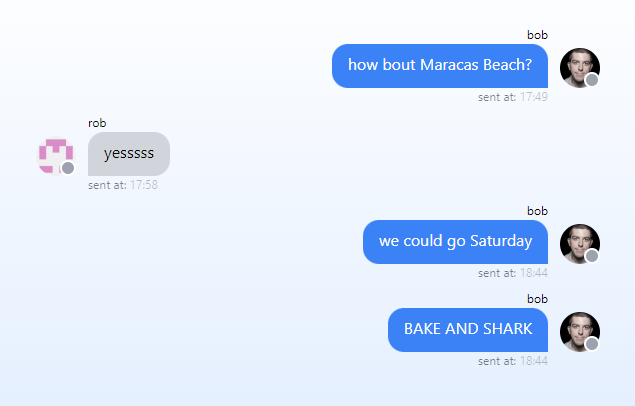 bob
how bout Maracas Beach?
sent at: 17:49
rob
yesssss
sent at: 17:58
bob
we could go Saturday
sent at: 18:44
bob
BAKE AND SHARK
sent at: 18:44